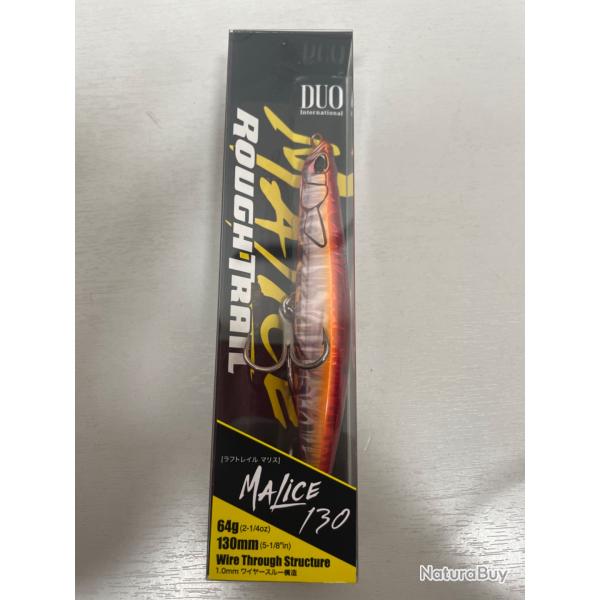 DUO
International
MALICE
ROUGH TRAIL
[ラフトレイル マリス]
MALICE
130
64g(2-1/4oz)
130mm(5-1/8"in)
Wire Through Structure
1.0mm ワイヤースルー構造
NaturaBuy